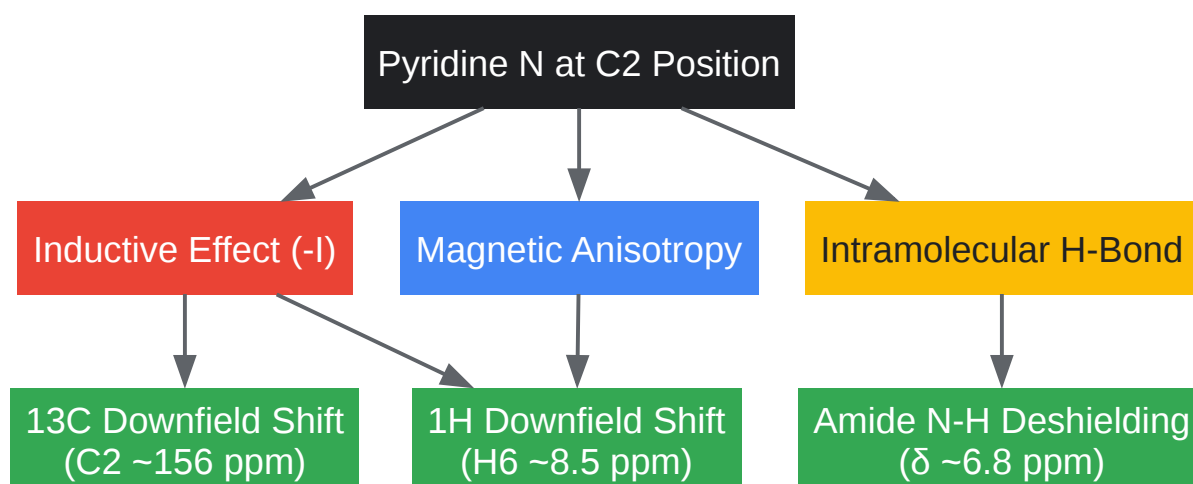 Pyridine N at C2 Position
Inductive Effect (-I)
Magnetic Anisotropy
Intramolecular H-Bond
13C Downfield Shift
(C2 ~156 ppm)
1H Downfield Shift
(H6 ~8.5 ppm)
Amide N-H Deshielding
(δ ~6.8 ppm)